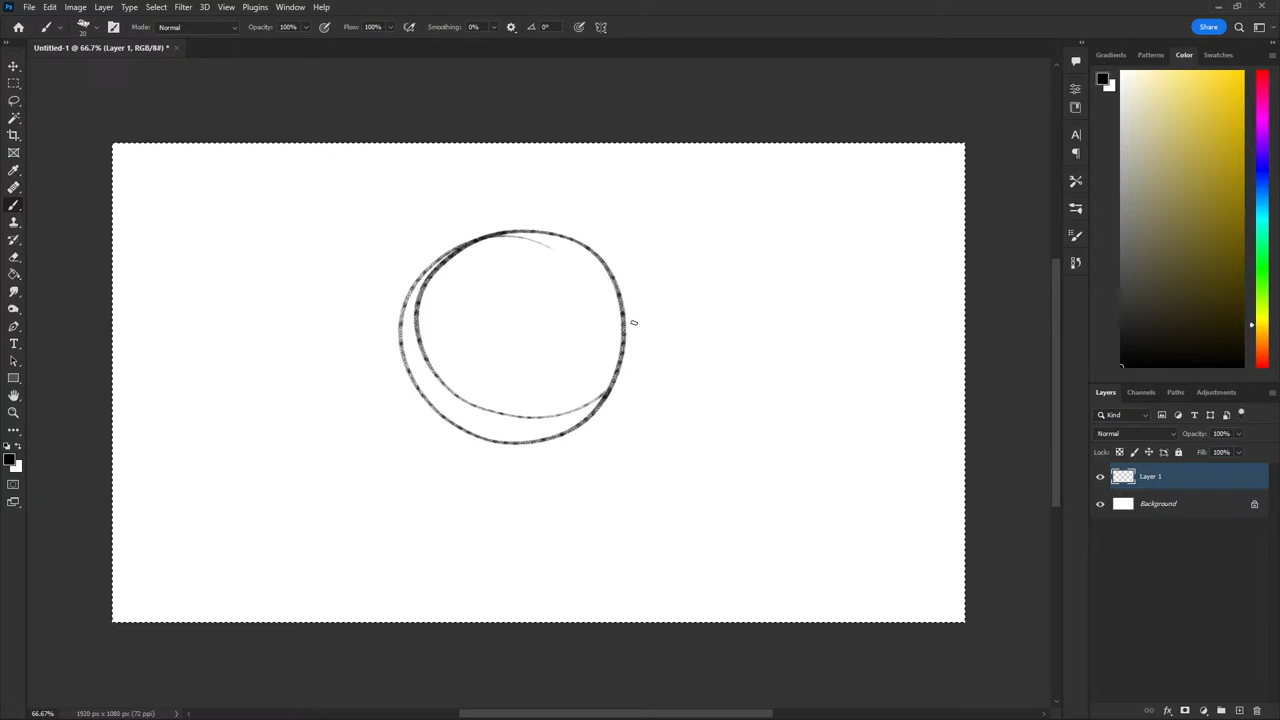 Ps File Edit Image Layer Type Select Filter 3D View Plugins Window Help
20 Mode: Normal Opacity: 100% Flow: 100% Smoothing: 0% 0° Share
Untitled-1 @ 66.7% (Layer 1, RGB/8#) * ×
Gradients Patterns Color Swatches
Layers Channels Paths Adjustments
Kind
Normal Opacity: 100%
Lock: Fill: 100%
Layer 1
Background
66.67% 1920 px x 1080 px (72 ppi)